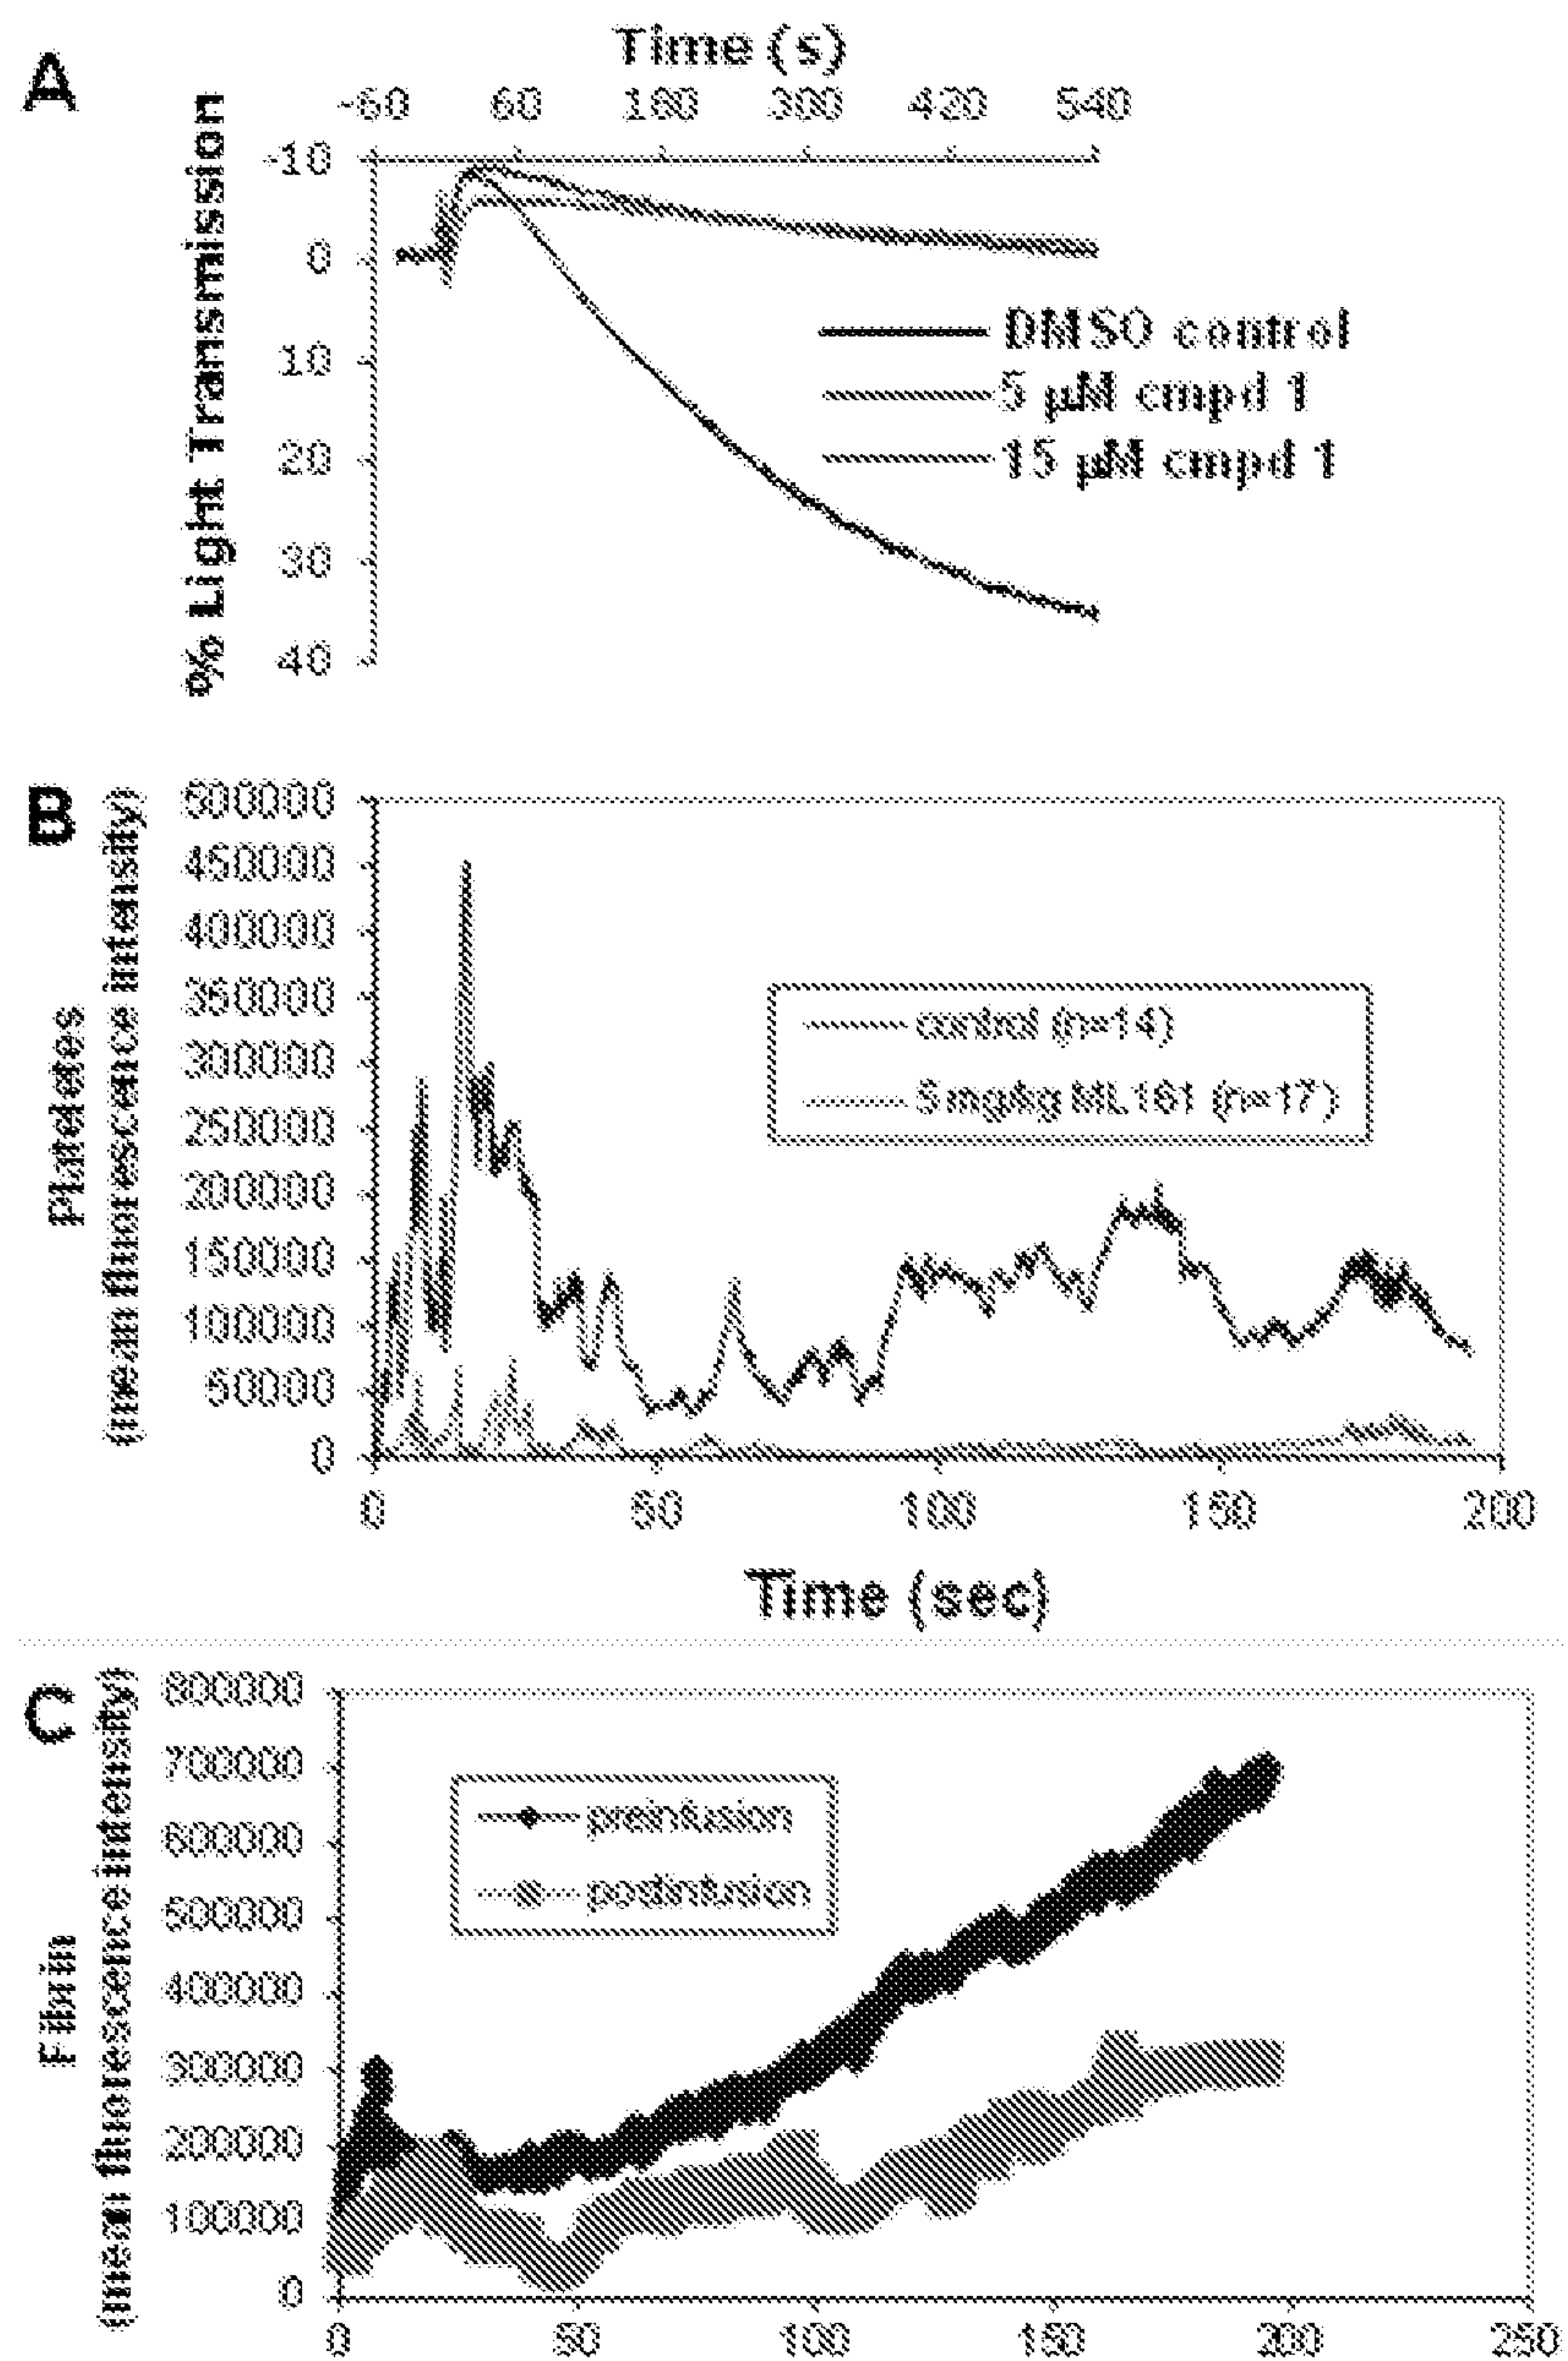 A
Time (s)
-60 60 180 300 420 540
% Light Transmission
-10
0
10
20
30
40
DMSO control
5 µM cmpd 1
15 µM cmpd 1
B
Platelets
(mean fluorescence intensity)
500000
450000
400000
350000
300000
250000
200000
150000
100000
50000
0
control (n=14)
5 mg/kg ML161 (n=17)
0 50 100 150 200
Time (sec)
C
Fibrin
(mean fluorescence intensity)
800000
700000
600000
500000
400000
300000
200000
100000
0
preinfusion
postinfusion
0 50 100 150 200 250